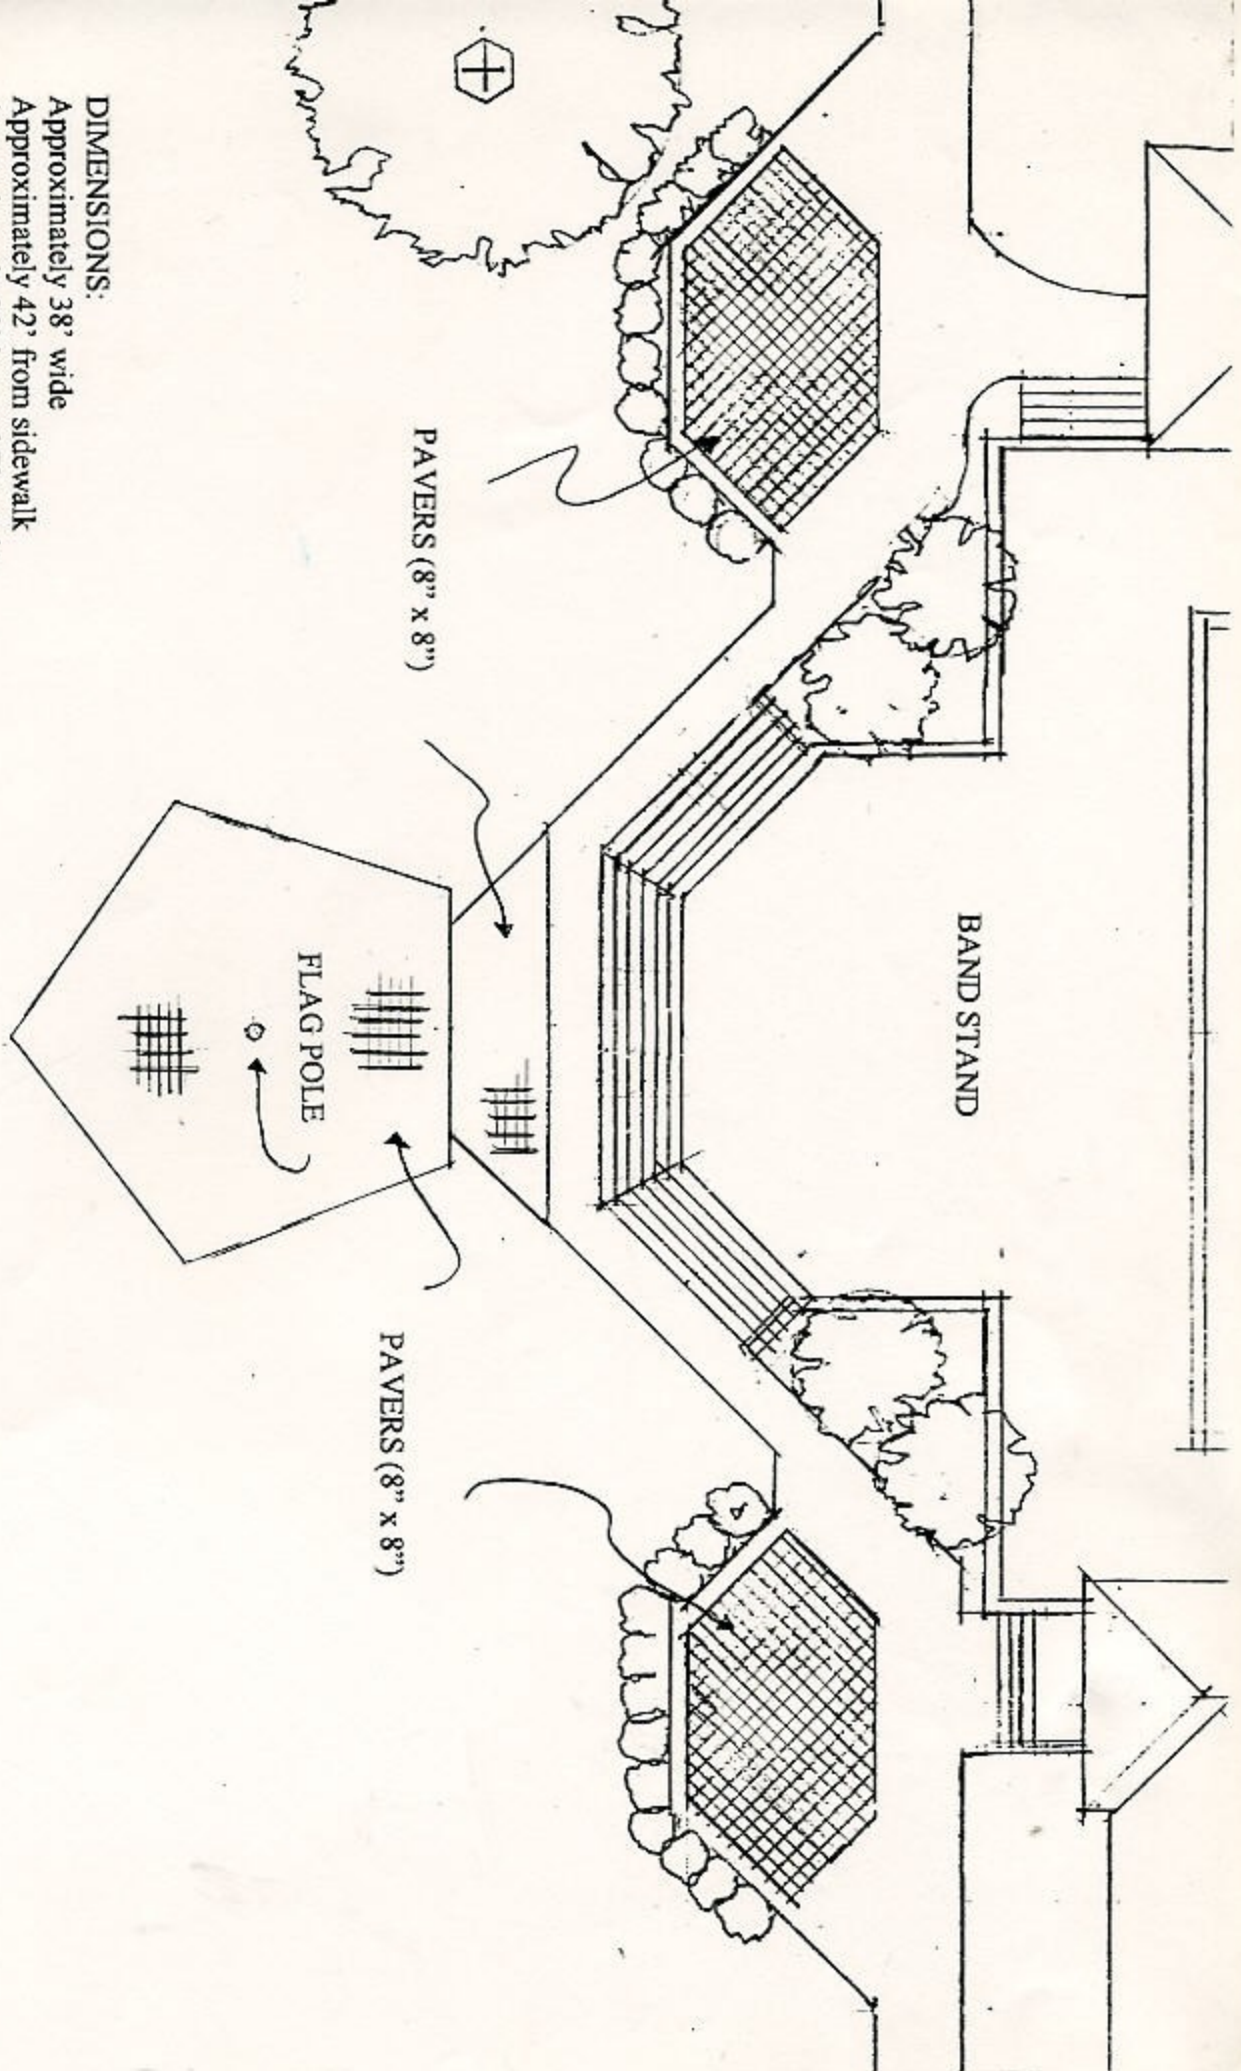 BAND STAND
PAVERS (8" x 8")
FLAG POLE
PAVERS (8" x 8")
DIMENSIONS:
Approximately 38' wide
Approximately 42' from sidewalk